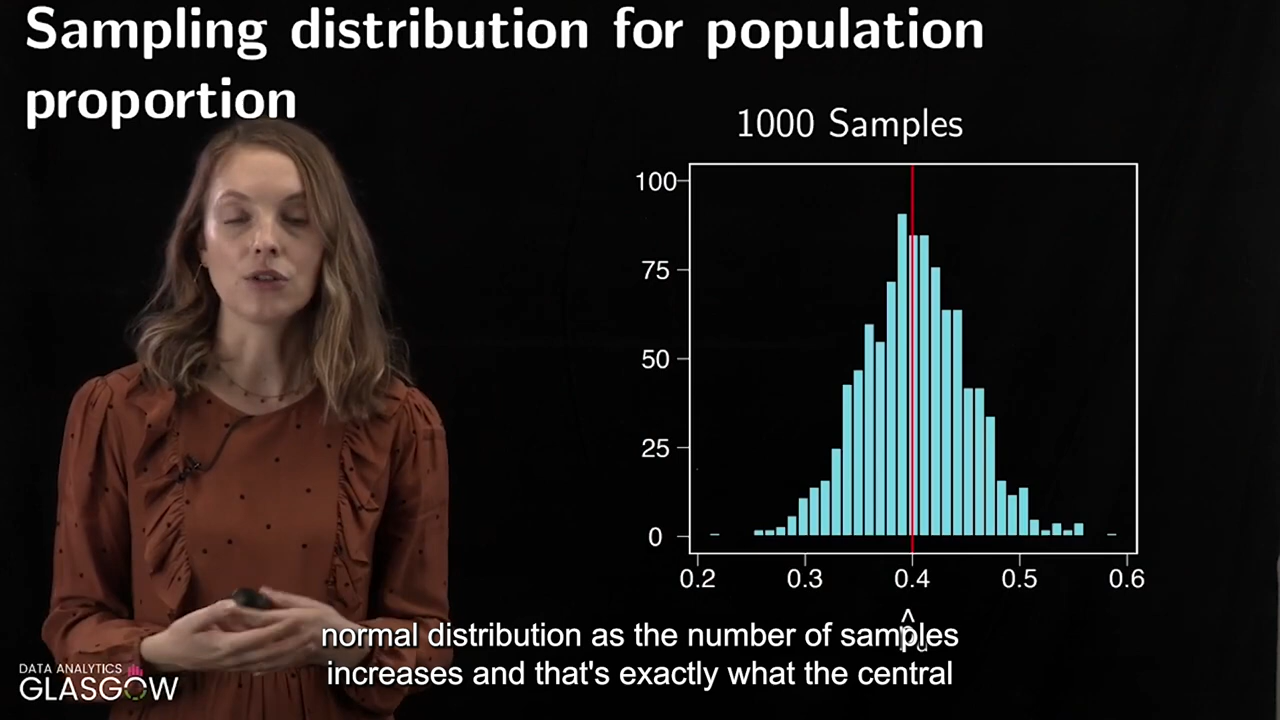 Sampling distribution for population
proportion
1000 Samples
100
75
50
25
0
0.2 0.3 0.4 0.5 0.6
normal distribution as the number of samples
increases and that's exactly what the central
DATA ANALYTICS
GLASGOW